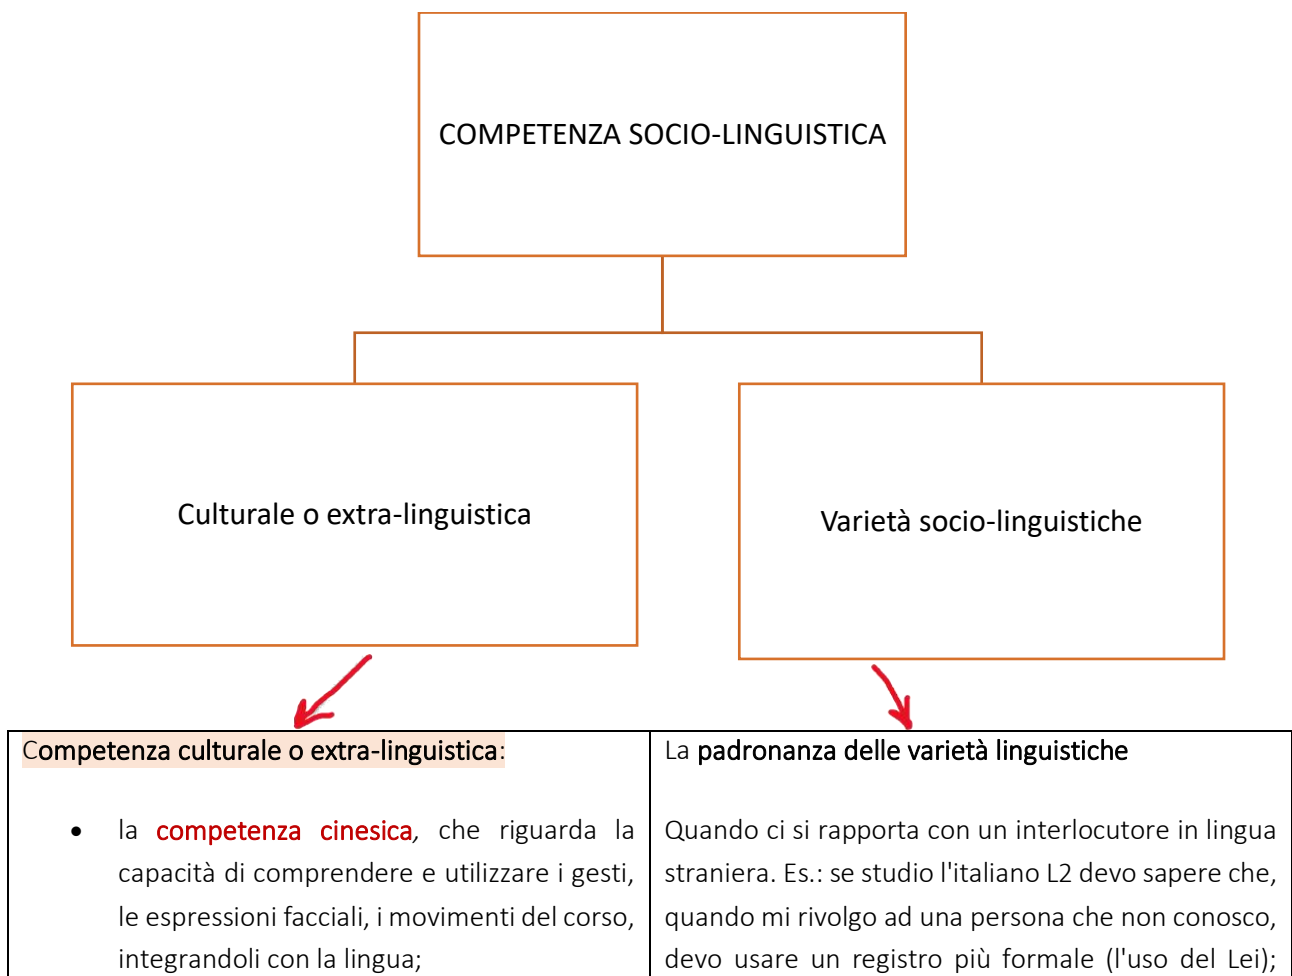 COMPETENZA SOCIO-LINGUISTICA
Culturale o extra-linguistica
Varietà socio-linguistiche
Competenza culturale o extra-linguistica:
• la competenza cinesica, che riguarda la
capacità di comprendere e utilizzare i gesti,
le espressioni facciali, i movimenti del corso,
integrandoli con la lingua;
La padronanza delle varietà linguistiche
Quando ci si rapporta con un interlocutore in lingua
straniera. Es.: se studio l'italiano L2 devo sapere che,
quando mi rivolgo ad una persona che non conosco,
devo usare un registro più formale (l'uso del Lei);